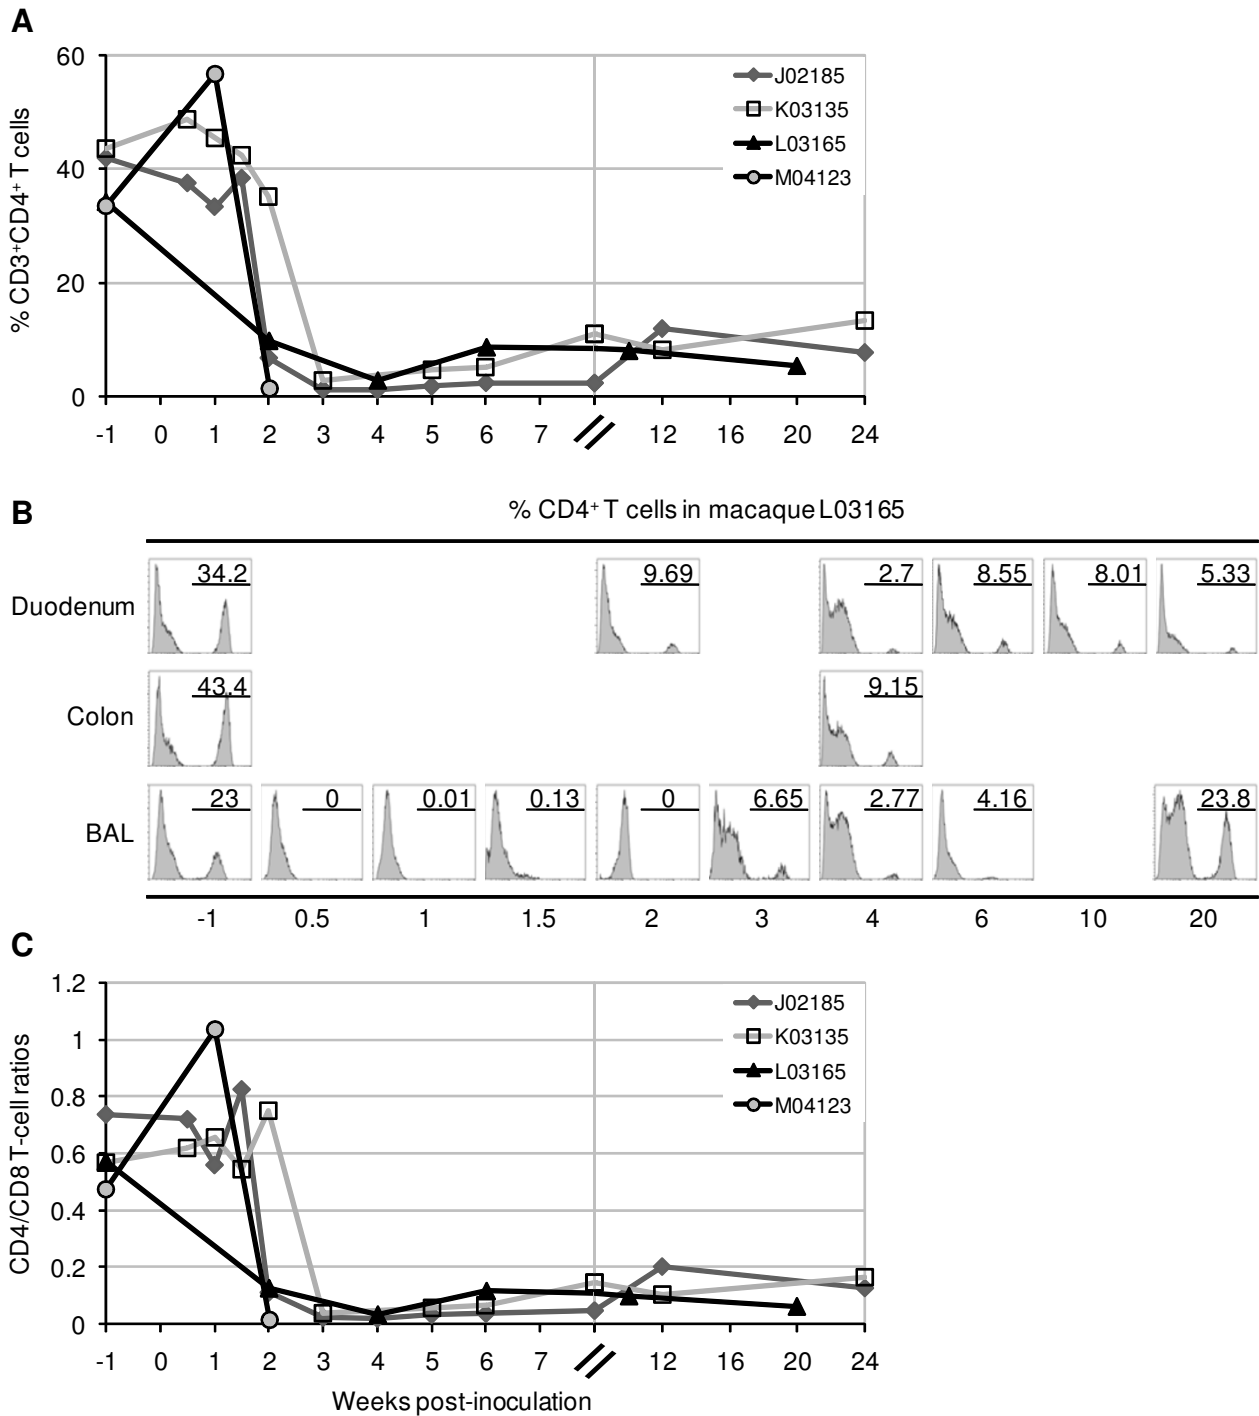 A
% CD3+CD4+ T cells
60
40
20
0
J02185
K03135
L03165
M04123
-1 0 1 2 3 4 5 6 7 12 16 20 24
B
% CD4+ T cells in macaque L03165
Duodenum 34.2 9.69 2.7 8.55 8.01 5.33
Colon 43.4 9.15
BAL 23 0 0.01 0.13 0 6.65 2.77 4.16 23.8
-1 0.5 1 1.5 2 3 4 6 10 20
C
CD4/CD8 T-cell ratios
1.2
1
0.8
0.6
0.4
0.2
0
J02185
K03135
L03165
M04123
-1 0 1 2 3 4 5 6 7 12 16 20 24
Weeks post-inoculation